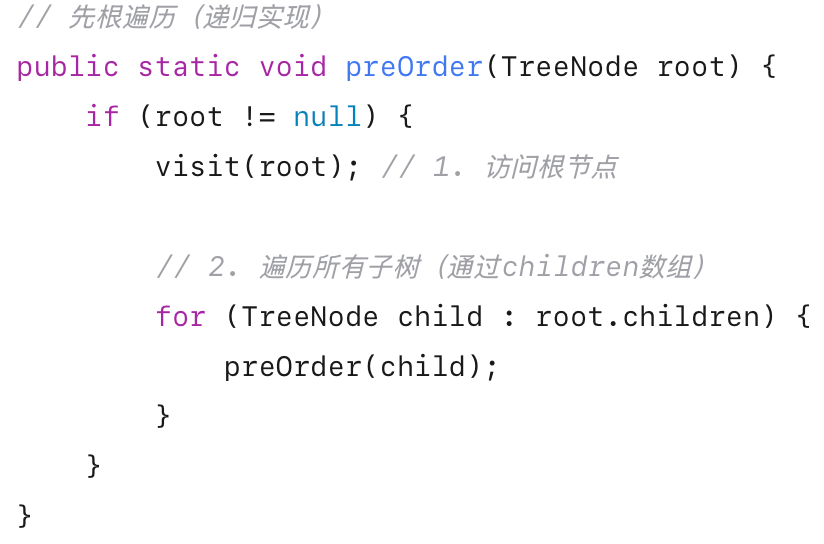 // 先根遍历（递归实现）
public static void preOrder(TreeNode root) {
    if (root != null) {
        visit(root); // 1. 访问根节点

        // 2. 遍历所有子树（通过children数组）
        for (TreeNode child : root.children) {
            preOrder(child);
        }
    }
}